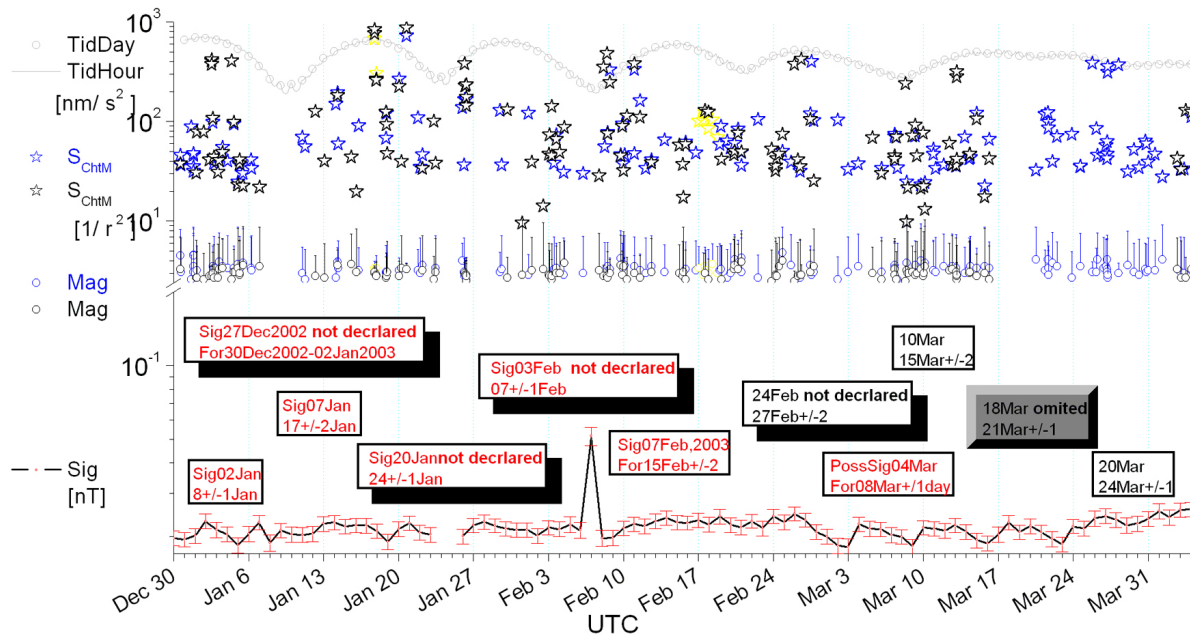 10³
TidDay
TidHour
[nm/ s²]
10²
S_ChtM
S_ChtM
[1/ r²]
10¹
Mag
Mag
10⁻¹
Sig
[nT]
Sig27Dec2002 not decrlared
For30Dec2002-02Jan2003
Sig07Jan
17+/-2Jan
Sig02Jan
8+/-1Jan
Sig20Jannot decrlared
24+/-1Jan
Sig03Feb not decrlared
07+/-1Feb
Sig07Feb,2003
For15Feb+/-2
24Feb not decrlared
27Feb+/-2
10Mar
15Mar+/-2
PossSig04Mar
For08Mar+/1day
18Mar omited
21Mar+/-1
20Mar
24Mar+/-1
Dec 30
Jan 6
Jan 13
Jan 20
Jan 27
Feb 3
Feb 10
Feb 17
Feb 24
Mar 3
Mar 10
Mar 17
Mar 24
Mar 31
UTC